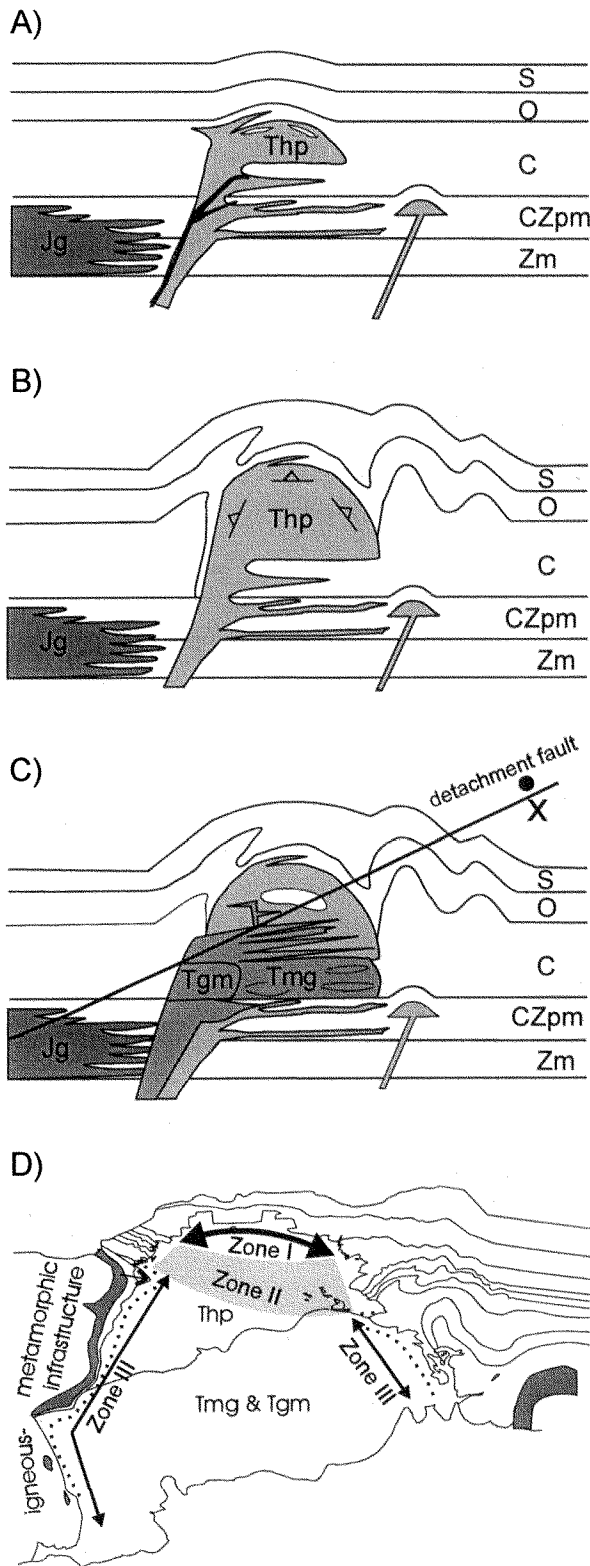 A)
S
O
Thp
C
CZpm
Jg
Zm
B)
S
O
Thp
C
CZpm
Jg
Zm
C)
detachment fault
X
S
O
Tgm
Tmg
C
CZpm
Jg
Zm
D)
Zone I
Zone II
Thp
Zone III
Zone III
metamorphic
infrastructure
igneous-
Tmg & Tgm